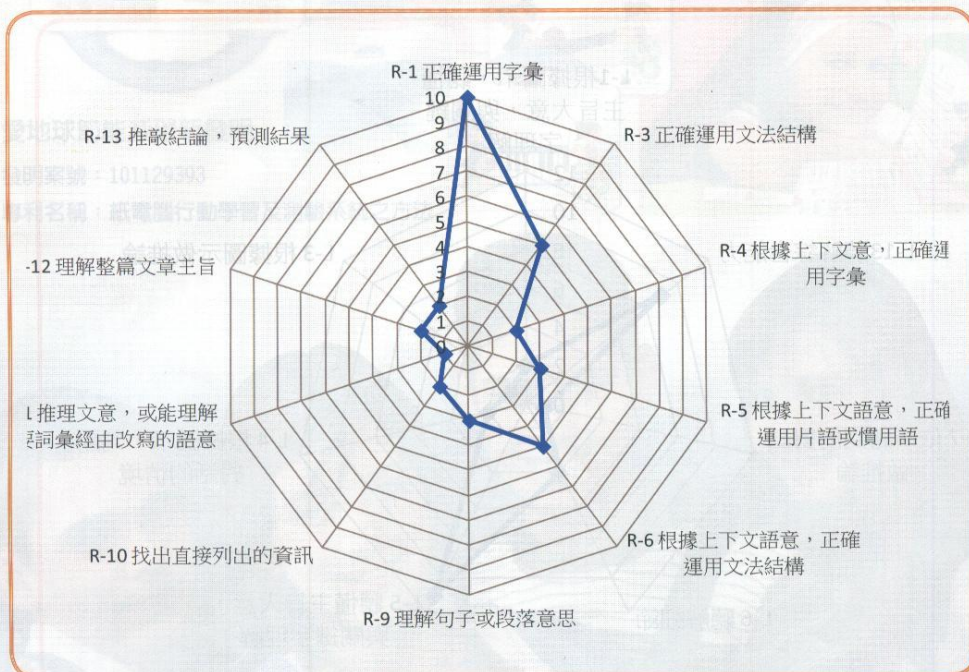 R-1 正確運用字彙
10
9
8
7
6
5
4
3
2
1
0
R-3 正確運用文法結構
R-4 根據上下文意，正確運
用字彙
R-5 根據上下文語意，正確
運用片語或慣用語
R-6 根據上下文語意，正確
運用文法結構
R-9 理解句子或段落意思
R-10 找出直接列出的資訊
推理文意，或能理解
詞彙經由改寫的語意
-12 理解整篇文章主旨
R-13 推敲結論，預測結果
101129393